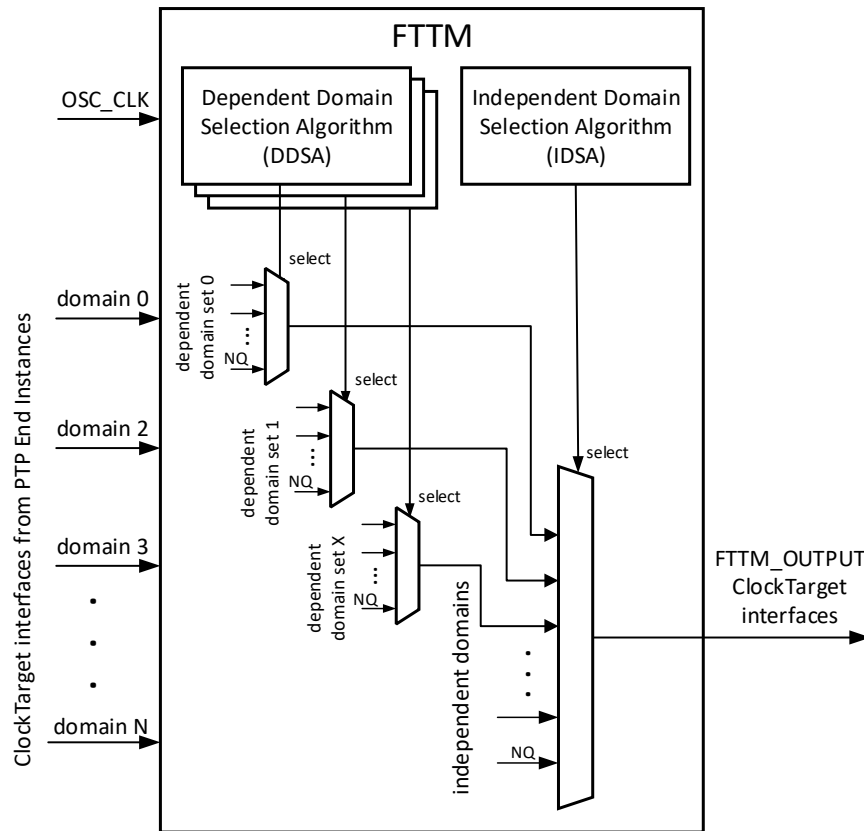 FTTM
OSC_CLK
Dependent Domain
Selection Algorithm
(DDSA)
Independent Domain
Selection Algorithm
(IDSA)
ClockTarget interfaces from PTP End Instances
domain 0
domain 2
domain 3
.
.
.
domain N
select
dependent
domain set 0
...
NQ
select
dependent
domain set 1
...
NQ
select
dependent
domain set X
...
NQ
select
independent domains
. . .
NQ
FTTM_OUTPUT
ClockTarget
interfaces